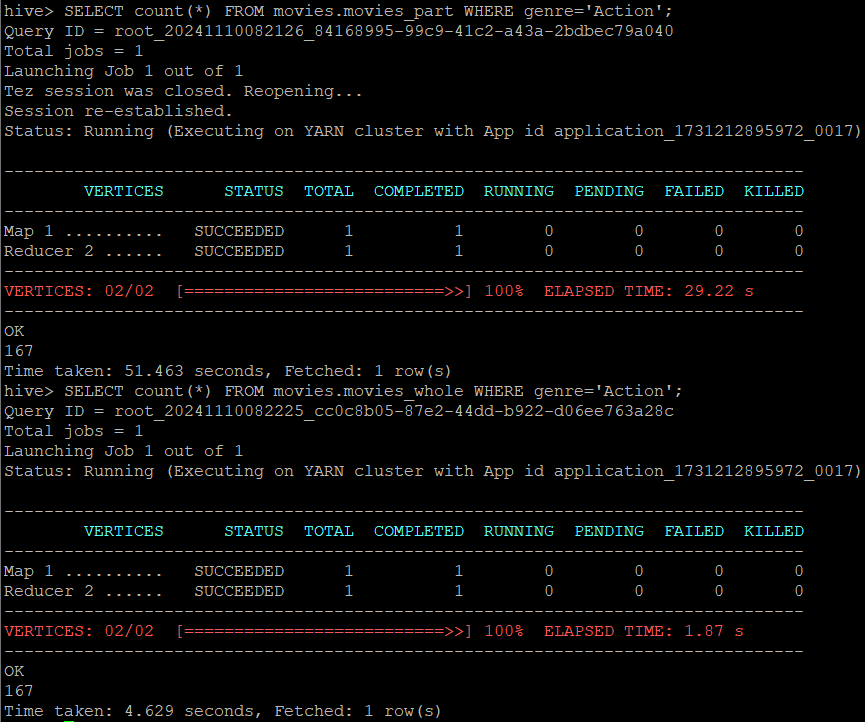 hive> SELECT count(*) FROM movies.movies_part WHERE genre='Action';
Query ID = root_20241110082126_84168995-99c9-41c2-a43a-2bdbec79a040
Total jobs = 1
Launching Job 1 out of 1
Tez session was closed. Reopening...
Session re-established.
Status: Running (Executing on YARN cluster with App id application_1731212895972_0017)
--------------------------------------------------------------------------------
VERTICES STATUS TOTAL COMPLETED RUNNING PENDING FAILED KILLED
--------------------------------------------------------------------------------
Map 1 .......... SUCCEEDED 1 1 0 0 0 0
Reducer 2 ...... SUCCEEDED 1 1 0 0 0 0
--------------------------------------------------------------------------------
VERTICES: 02/02 [==========================>>] 100% ELAPSED TIME: 29.22 s
--------------------------------------------------------------------------------
OK
167
Time taken: 51.463 seconds, Fetched: 1 row(s)
hive> SELECT count(*) FROM movies.movies_whole WHERE genre='Action';
Query ID = root_20241110082225_cc0c8b05-87e2-44dd-b922-d06ee763a28c
Total jobs = 1
Launching Job 1 out of 1
Status: Running (Executing on YARN cluster with App id application_1731212895972_0017)
--------------------------------------------------------------------------------
VERTICES STATUS TOTAL COMPLETED RUNNING PENDING FAILED KILLED
--------------------------------------------------------------------------------
Map 1 .......... SUCCEEDED 1 1 0 0 0 0
Reducer 2 ...... SUCCEEDED 1 1 0 0 0 0
--------------------------------------------------------------------------------
VERTICES: 02/02 [==========================>>] 100% ELAPSED TIME: 1.87 s
--------------------------------------------------------------------------------
OK
167
Time taken: 4.629 seconds, Fetched: 1 row(s)